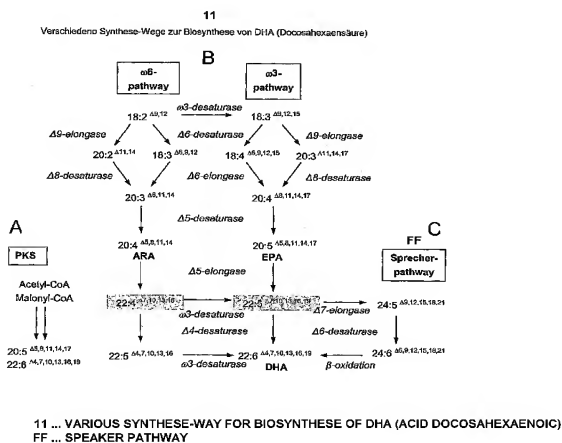 11
Verschiedene Synthese-Wege zur Biosynthese von DHA (Docosahexaensäure)
B
ω6-
pathway
ω3-
pathway
18:2 Δ9,12
ω3-desaturase
18:3 Δ9,12,15
Δ9-elongase
Δ6-desaturase
Δ9-elongase
20:2 Δ11,14
18:3 Δ6,9,12
18:4 Δ6,9,12,15
20:3 Δ11,14,17
Δ8-desaturase
Δ6-elongase
Δ8-desaturase
20:3 Δ8,11,14
20:4 Δ8,11,14,17
Δ5-desaturase
A
C
PKS
20:4 Δ5,8,11,14
ARA
20:5 Δ5,8,11,14,17
EPA
FF
Sprecher-
pathway
Acetyl-CoA
Malonyl-CoA
Δ5-elongase
22:4
22:5
24:5 Δ9,12,15,18,21
ω3-desaturase
Δ7-elongase
Δ4-desaturase
Δ6-desaturase
20:5 Δ5,8,11,14,17
22:6 Δ4,7,10,13,16,19
22:5 Δ4,7,10,13,16
ω3-desaturase
22:6 Δ4,7,10,13,16,19
DHA
β-oxidation
24:6 Δ6,9,12,15,18,21
11 ... VARIOUS SYNTHESE-WAY FOR BIOSYNTHESE OF DHA (ACID DOCOSAHEXAENOIC)
FF ... SPEAKER PATHWAY